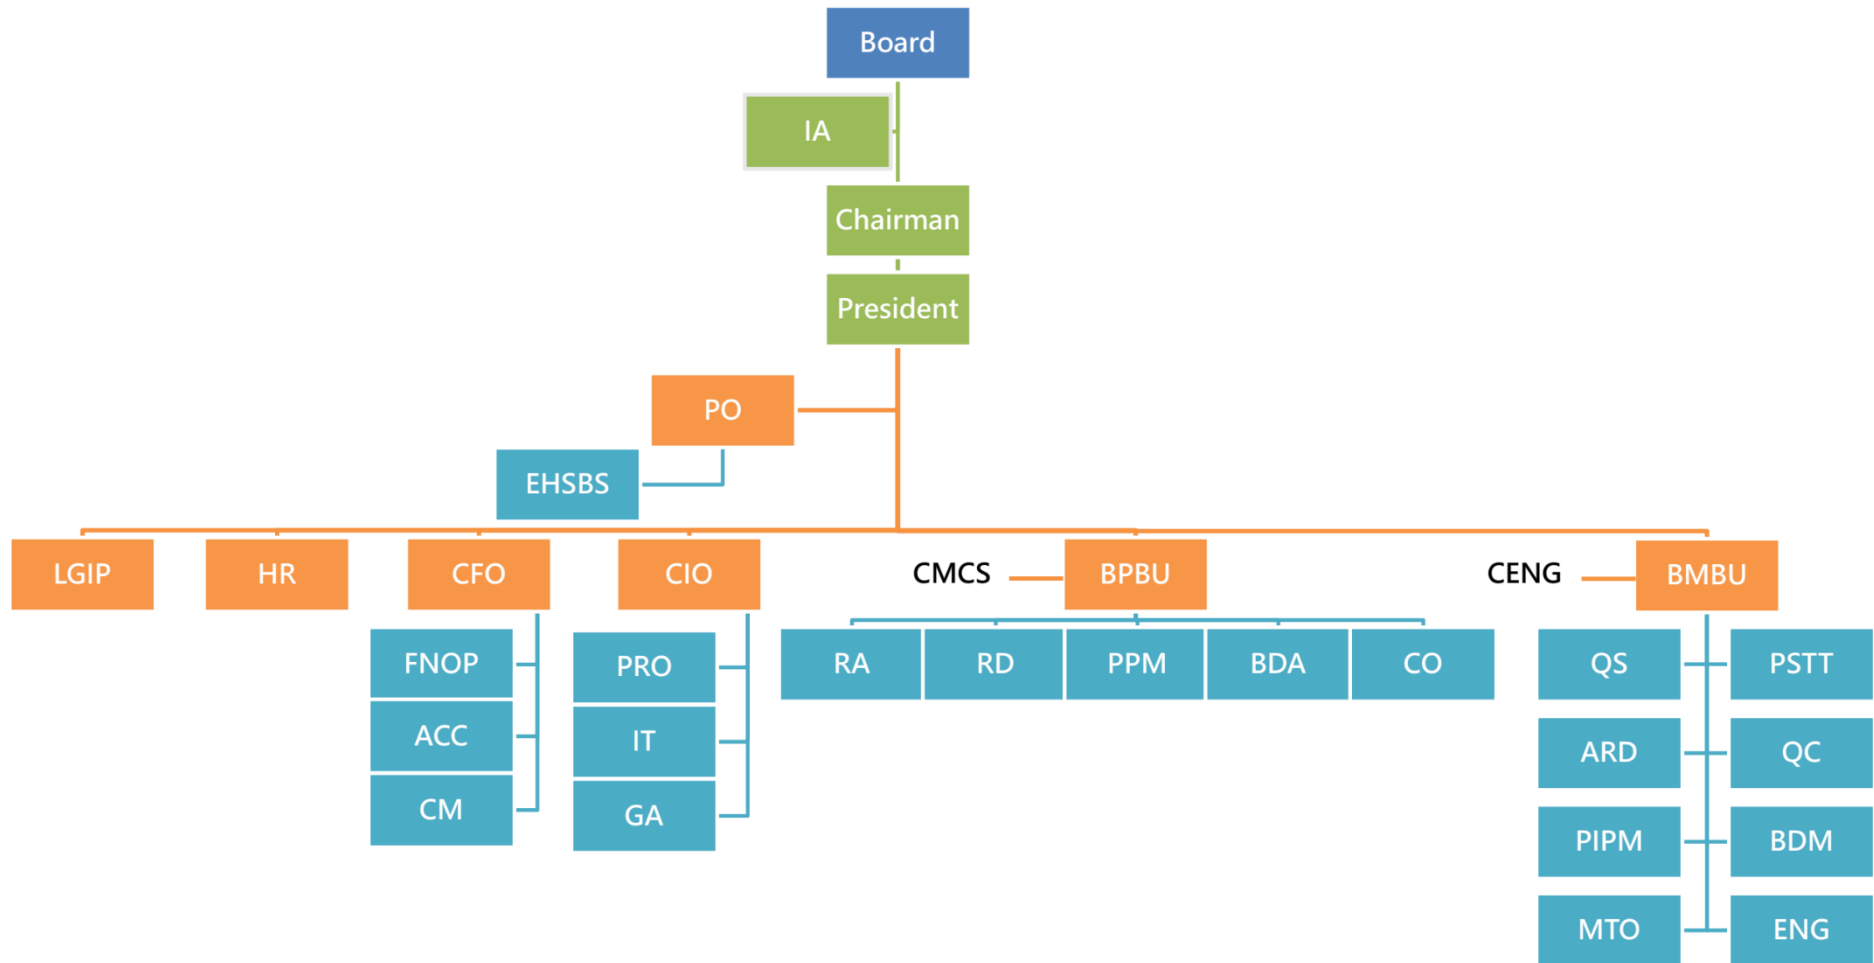 Board
IA
Chairman
President
PO
EHSBS
LGIP
HR
CFO
CIO
CMCS
BPBU
CENG
BMBU
FNOP
ACC
CM
PRO
IT
GA
RA
RD
PPM
BDA
CO
QS
PSTT
ARD
QC
PIPM
BDM
MTO
ENG